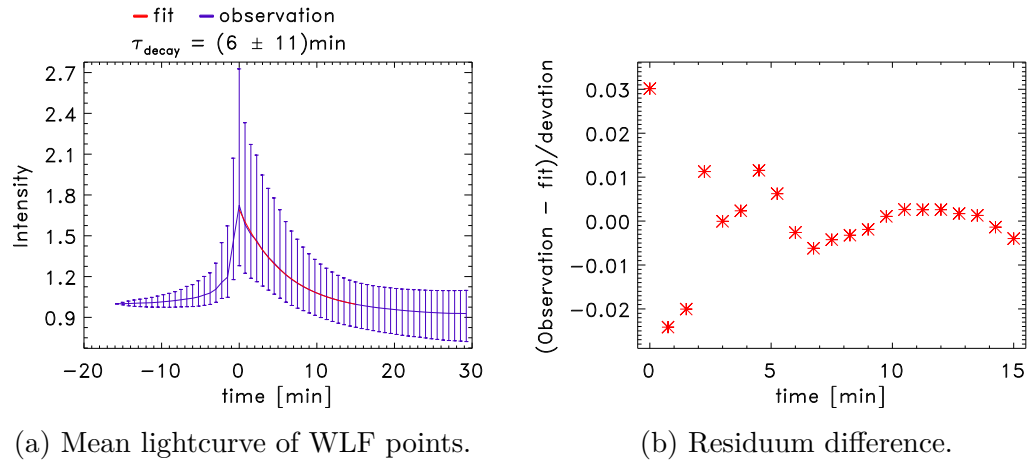 fit observation
τdecay = (6 ± 11)min
2.7
2.4
2.1
1.8
1.5
1.2
0.9
Intensity
−20 −10 0 10 20 30
time [min]
(a) Mean lightcurve of WLF points.
0.03
0.02
0.01
0.00
−0.01
−0.02
(Observation − fit)/devation
0 5 10 15
time [min]
(b) Residuum difference.